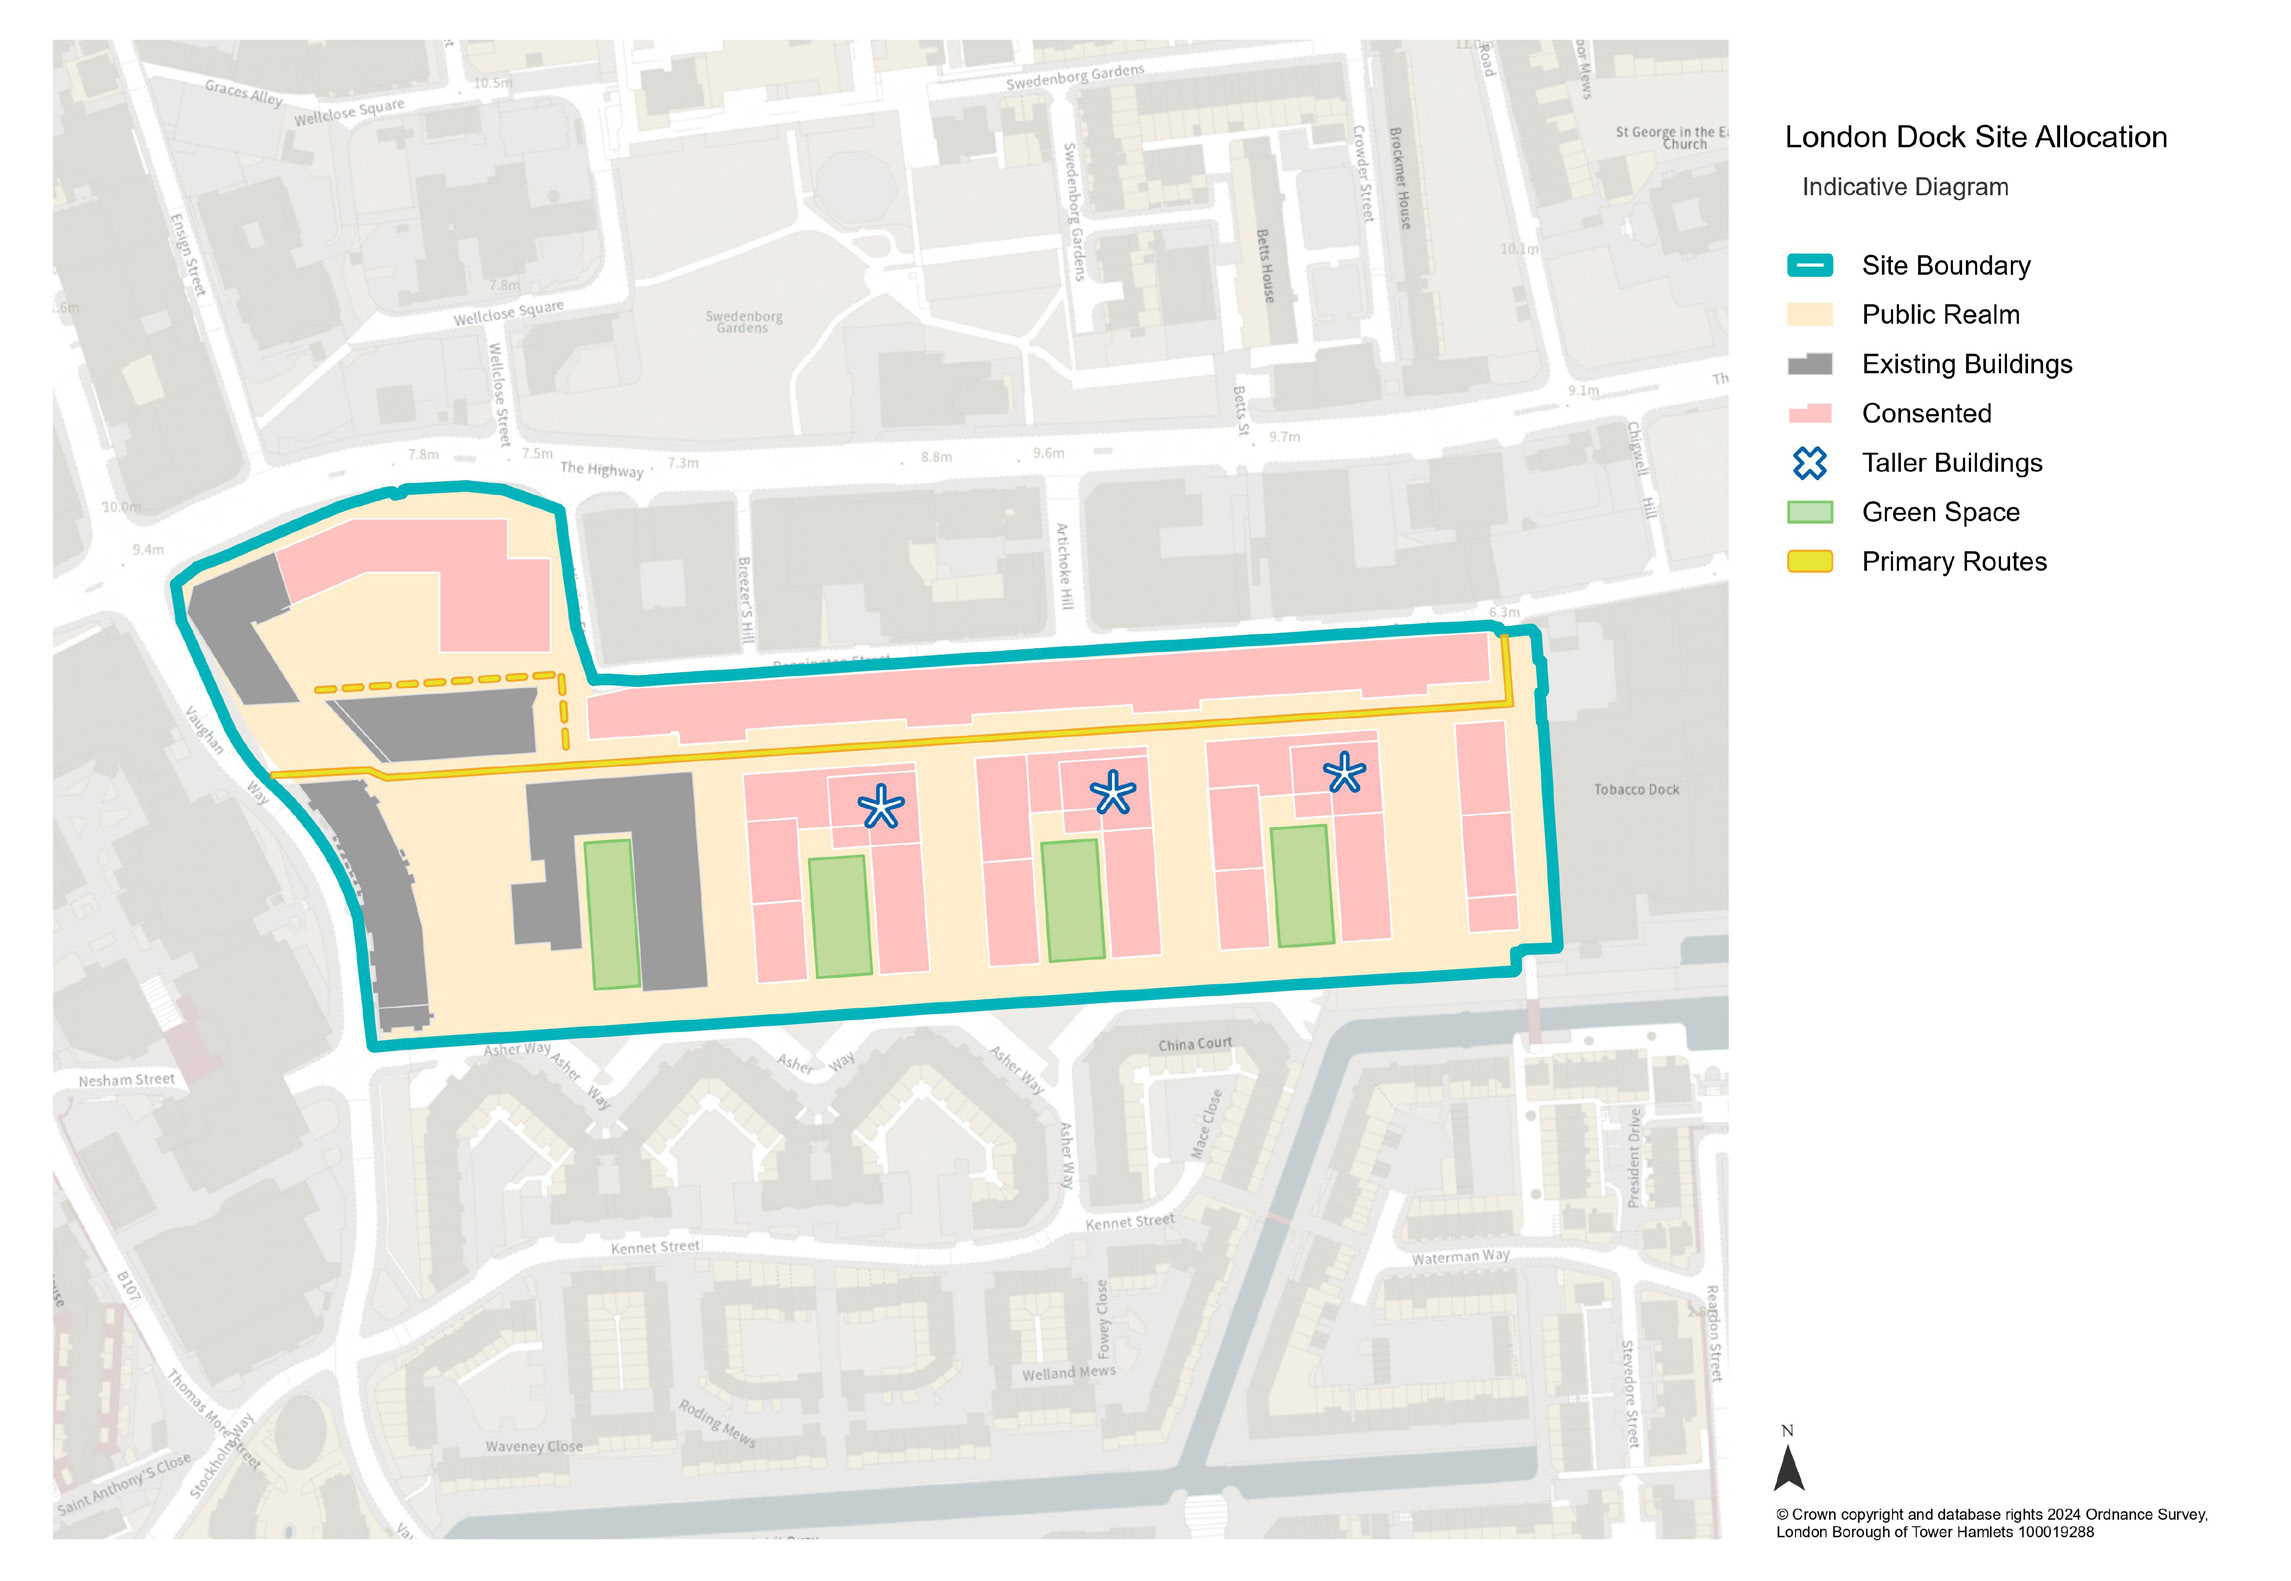 London Dock Site Allocation
Indicative Diagram
Site Boundary
Public Realm
Existing Buildings
Consented
Taller Buildings
Green Space
Primary Routes
N
© Crown copyright and database rights 2024 Ordnance Survey,
London Borough of Tower Hamlets 100019288
Graces Alley
Wellclose Square
10.5m
Swedenborg Gardens
11.0m
Road
St George in the Ea
Church
Ensign Street
Swedenborg Gardens
Crowder Street
Brockmer House
Betts House
10.1m
7.8m
Wellclose Square
Swedenborg
Gardens
Wellclose Street
Betts St
9.1m
Th
Chigwell
Hill
7.8m
7.5m
The Highway
7.3m
8.8m
9.6m
9.7m
10.0m
9.4m
Breezer'S Hill
Artichoke Hill
6.3m
Vaughan
Way
Tobacco Dock
Asher Way
Asher
Way
Asher
Way
Asher Way
China Court
Mace Close
Nesham Street
Asher Way
President Drive
Kennet Street
Kennet Street
Waterman Way
B107
Fowey Close
Welland Mews
Reardon Street
Stevedore Street
Thomas More Street
Stockholm Way
Roding Mews
Waveney Close
Saint Anthony'S Close